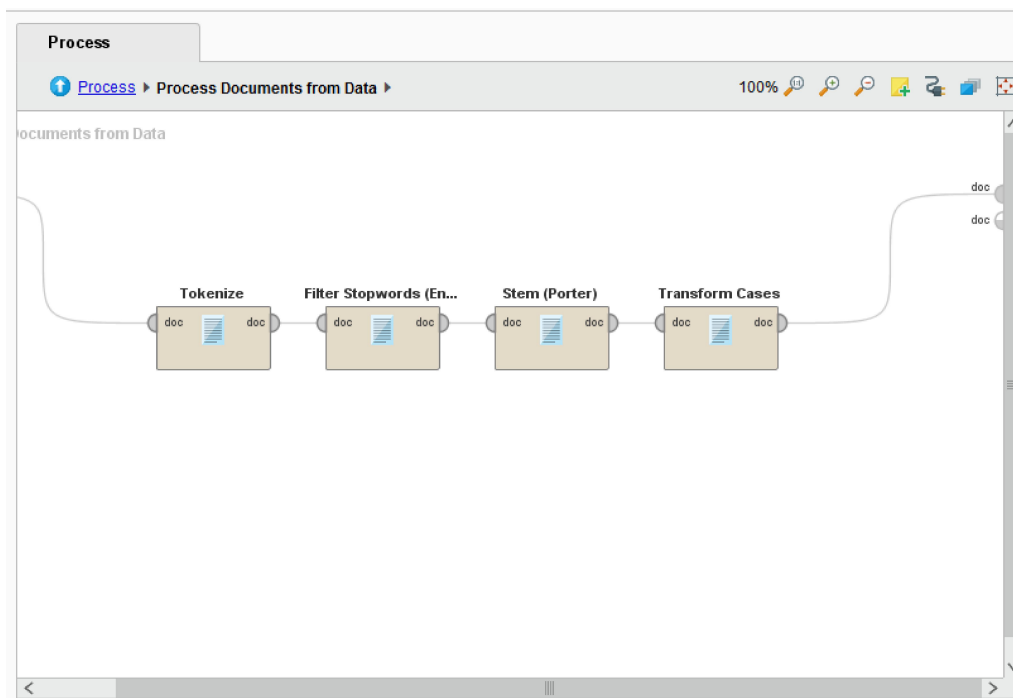 Process
Process Process Documents from Data
100%
ocuments from Data
doc
doc
Tokenize Filter Stopwords (En... Stem (Porter) Transform Cases
doc doc doc doc doc doc doc doc